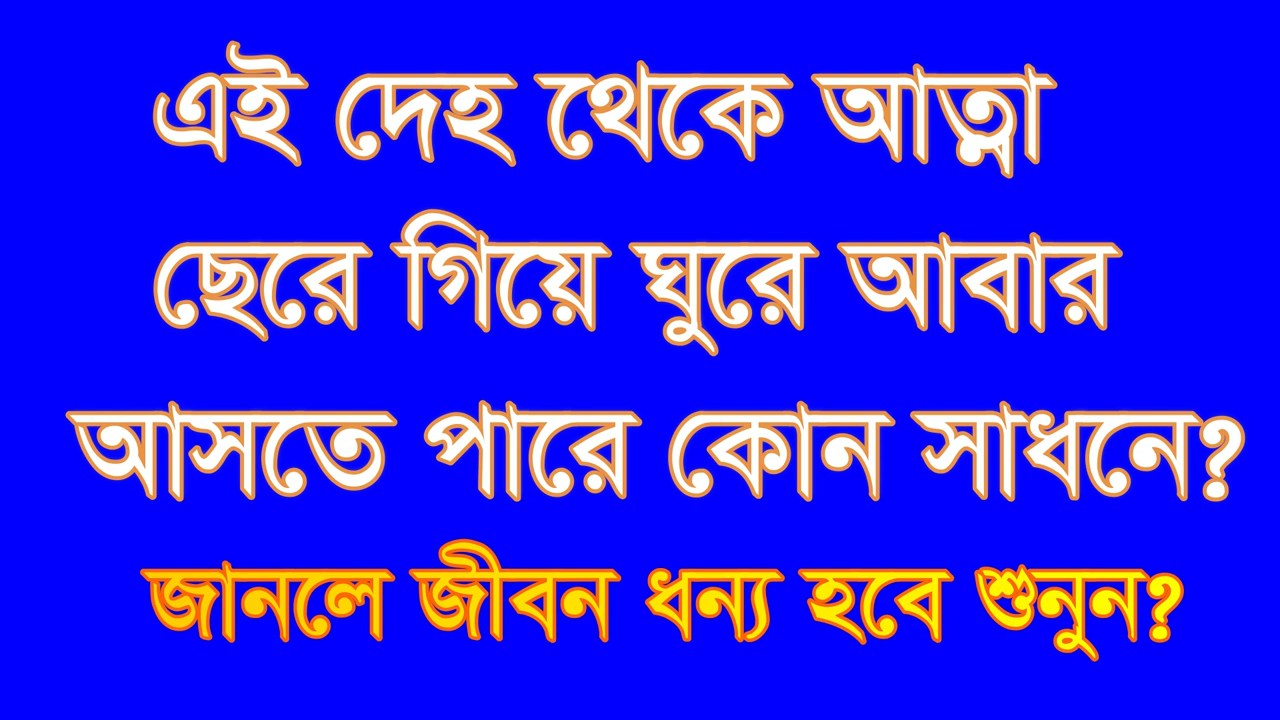 এই দেহ থেকে আত্না
ছেরে গিয়ে ঘুরে আবার
আসতে পারে কোন সাধনে?
জানলে জীবন ধন্য হবে শুনুন?